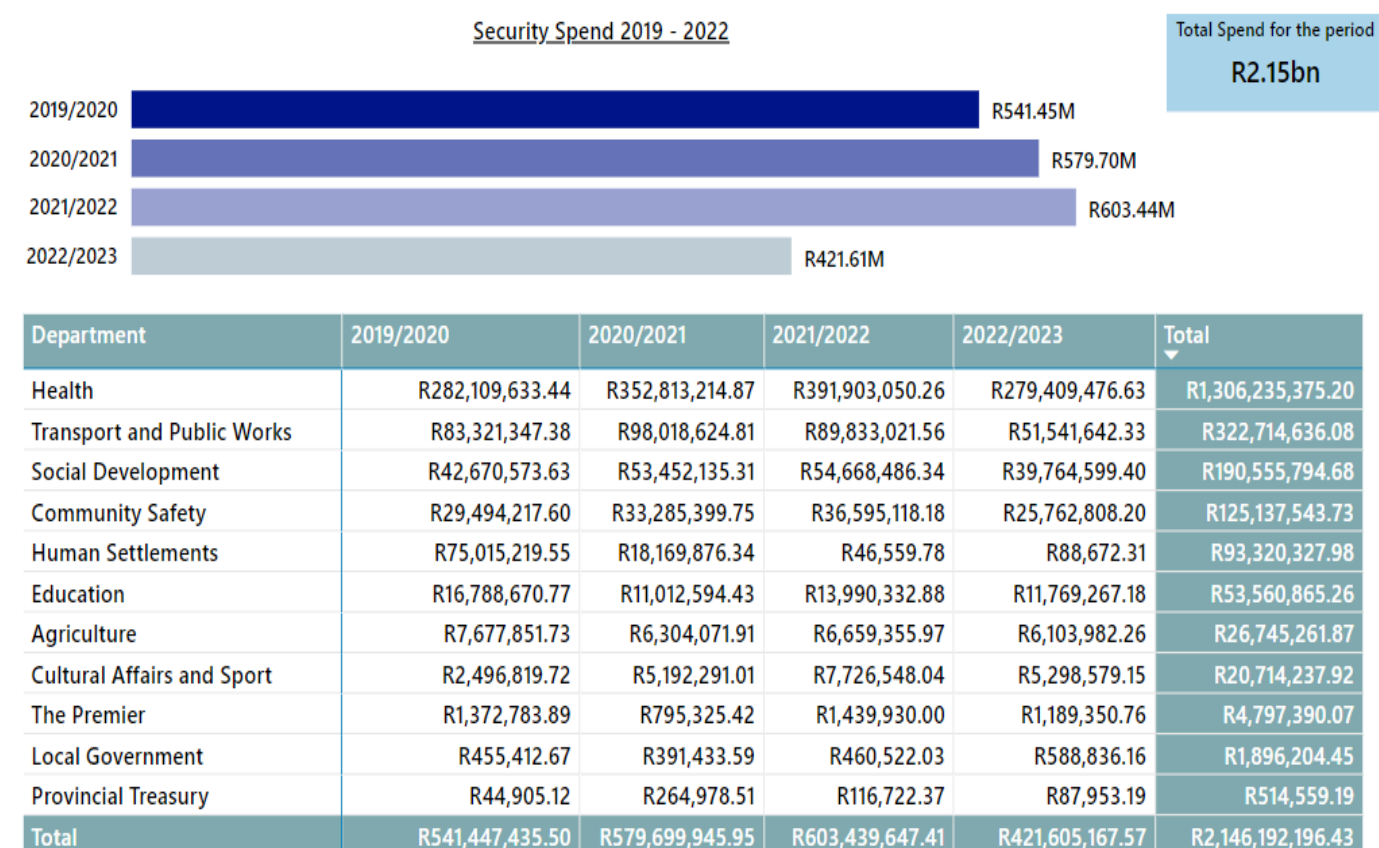 Security Spend 2019 - 2022
Total Spend for the period
R2.15bn
2019/2020 R541.45M
2020/2021 R579.70M
2021/2022 R603.44M
2022/2023 R421.61M
Department 2019/2020 2020/2021 2021/2022 2022/2023 Total
Health R282,109,633.44 R352,813,214.87 R391,903,050.26 R279,409,476.63 R1,306,235,375.20
Transport and Public Works R83,321,347.38 R98,018,624.81 R89,833,021.56 R51,541,642.33 R322,714,636.08
Social Development R42,670,573.63 R53,452,135.31 R54,668,486.34 R39,764,599.40 R190,555,794.68
Community Safety R29,494,217.60 R33,285,399.75 R36,595,118.18 R25,762,808.20 R125,137,543.73
Human Settlements R75,015,219.55 R18,169,876.34 R46,559.78 R88,672.31 R93,320,327.98
Education R16,788,670.77 R11,012,594.43 R13,990,332.88 R11,769,267.18 R53,560,865.26
Agriculture R7,677,851.73 R6,304,071.91 R6,659,355.97 R6,103,982.26 R26,745,261.87
Cultural Affairs and Sport R2,496,819.72 R5,192,291.01 R7,726,548.04 R5,298,579.15 R20,714,237.92
The Premier R1,372,783.89 R795,325.42 R1,439,930.00 R1,189,350.76 R4,797,390.07
Local Government R455,412.67 R391,433.59 R460,522.03 R588,836.16 R1,896,204.45
Provincial Treasury R44,905.12 R264,978.51 R116,722.37 R87,953.19 R514,559.19
Total R541,447,435.50 R579,699,945.95 R603,439,647.41 R421,605,167.57 R2,146,192,196.43